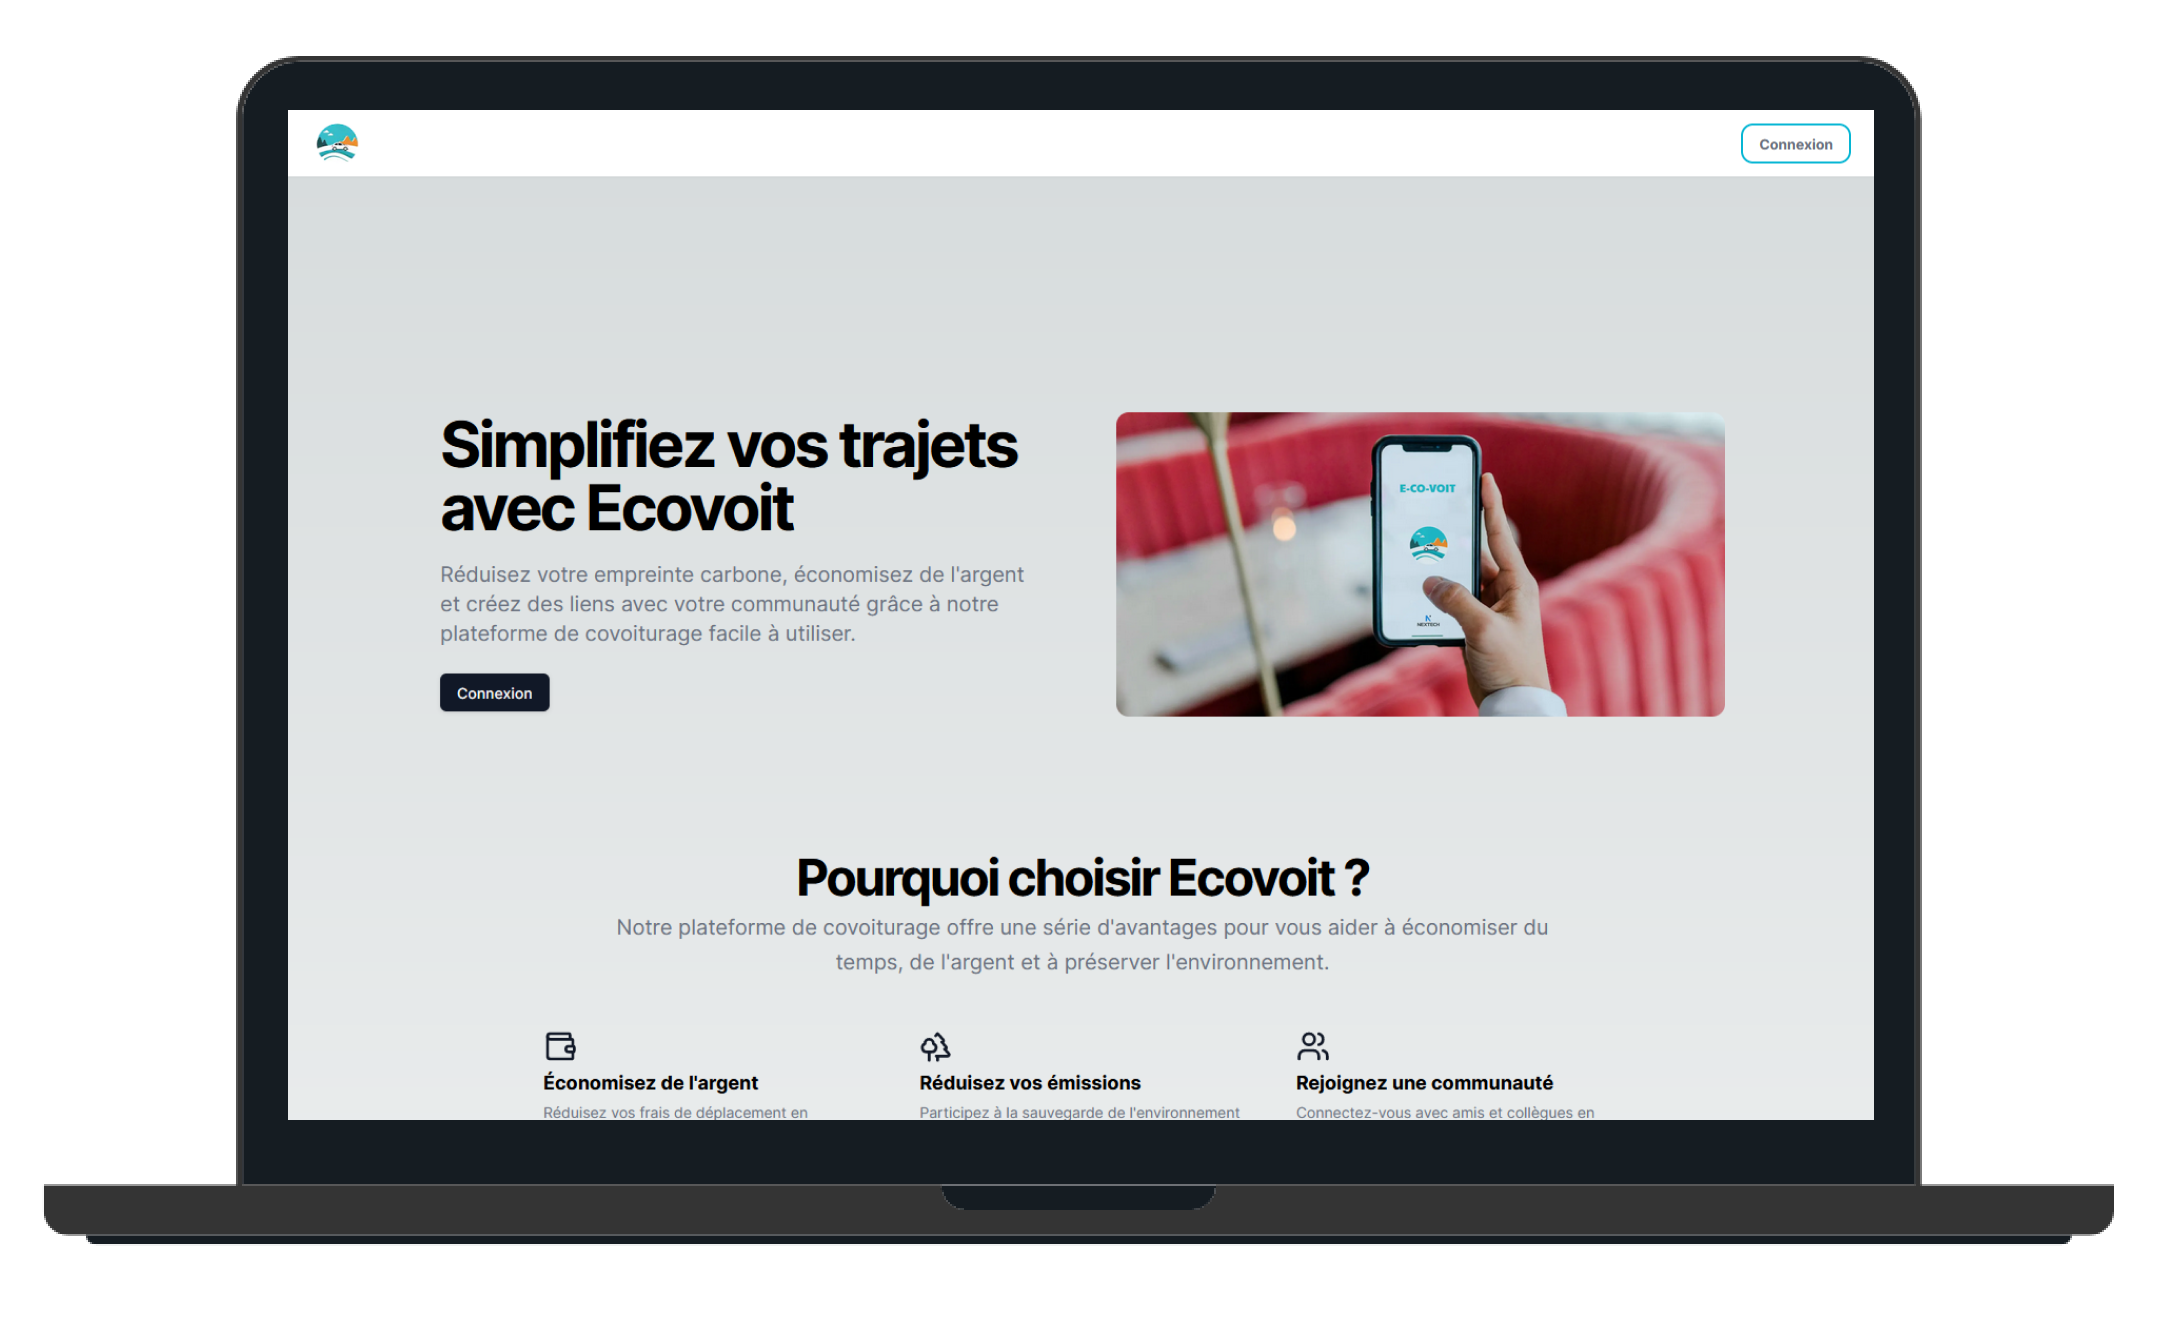 Connexion
Simplifiez vos trajets
avec Ecovoit
Réduisez votre empreinte carbone, économisez de l'argent
et créez des liens avec votre communauté grâce à notre
plateforme de covoiturage facile à utiliser.
Connexion
E-CO-VOIT
NEXTECH
Pourquoi choisir Ecovoit ?
Notre plateforme de covoiturage offre une série d'avantages pour vous aider à économiser du
temps, de l'argent et à préserver l'environnement.
Économisez de l'argent
Réduisez vos émissions
Rejoignez une communauté
Réduisez vos frais de déplacement en
Participez à la sauvegarde de l'environnement
Connectez-vous avec amis et collègues en